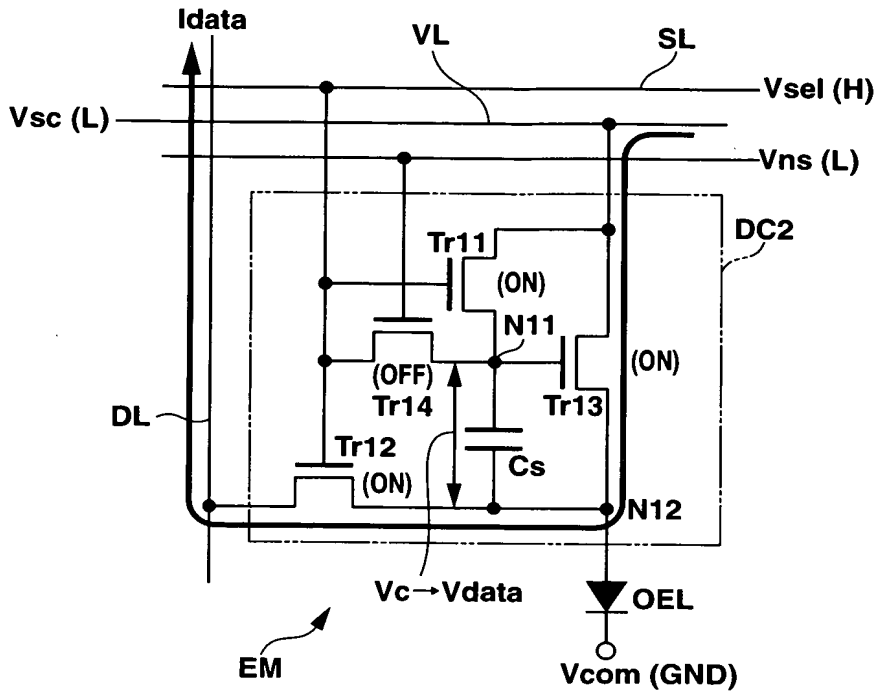 Idata
VL
SL
Vsel (H)
Vsc (L)
Vns (L)
DC2
Tr11
(ON)
N11
(ON)
(OFF)
Tr14
Tr13
DL
Tr12
(ON)
Cs
N12
Vc→Vdata
OEL
EM
Vcom (GND)